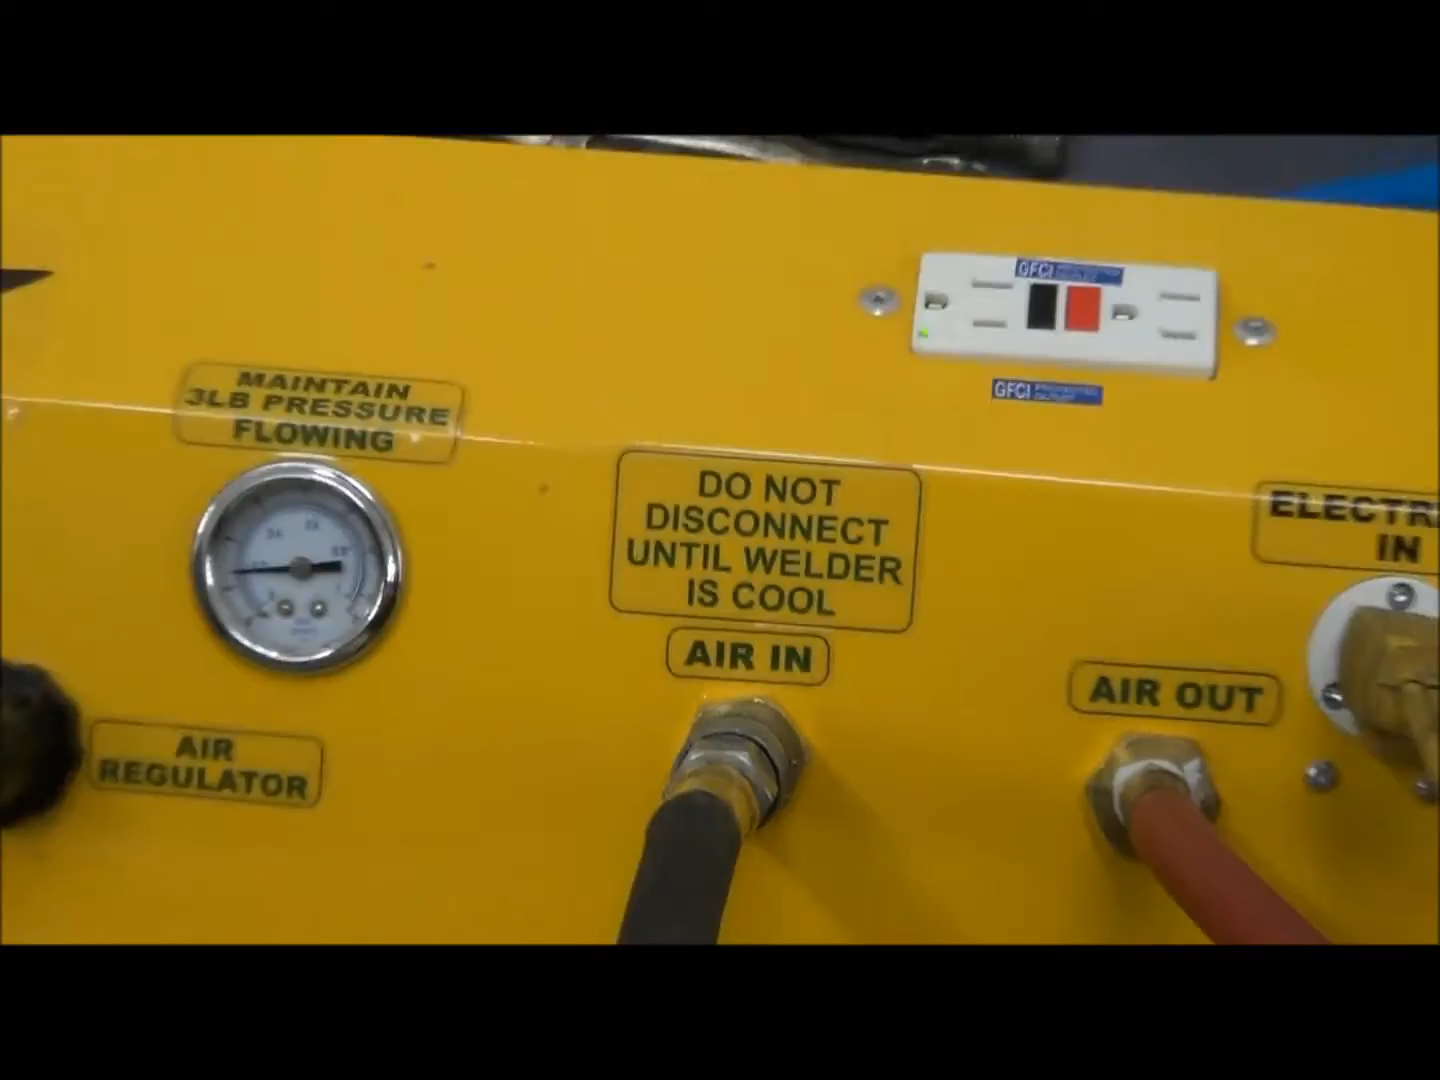 GFCI
GFCI
MAINTAIN
3LB PRESSURE
FLOWING
DO NOT
DISCONNECT
UNTIL WELDER
IS COOL
ELECTR
IN
AIR IN
AIR OUT
AIR
REGULATOR